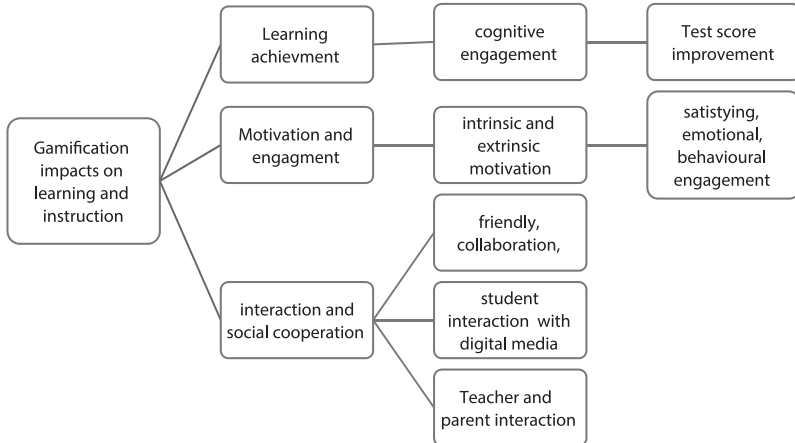 Gamification
impacts on
learning and
instruction
Learning
achievment
cognitive
engagement
Test score
improvement
Motivation and
engagment
intrinsic and
extrinsic
motivation
satistying,
emotional,
behavioural
engagement
interaction and
social cooperation
friendly,
collaboration,
student
interaction with
digital media
Teacher and
parent interaction